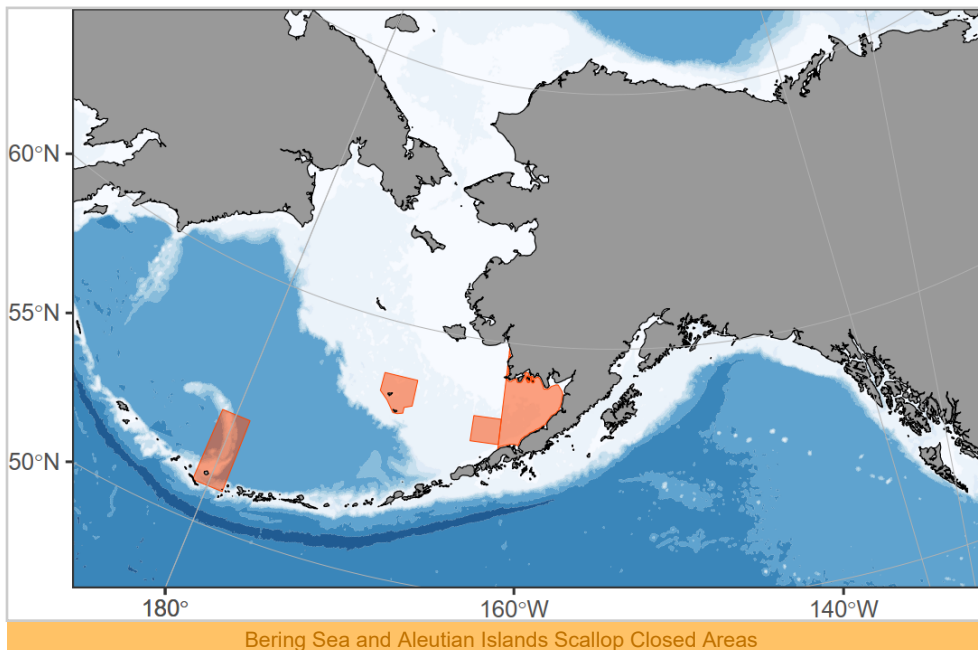 60°N
55°N
50°N
180°
160°W
140°W
Bering Sea and Aleutian Islands Scallop Closed Areas